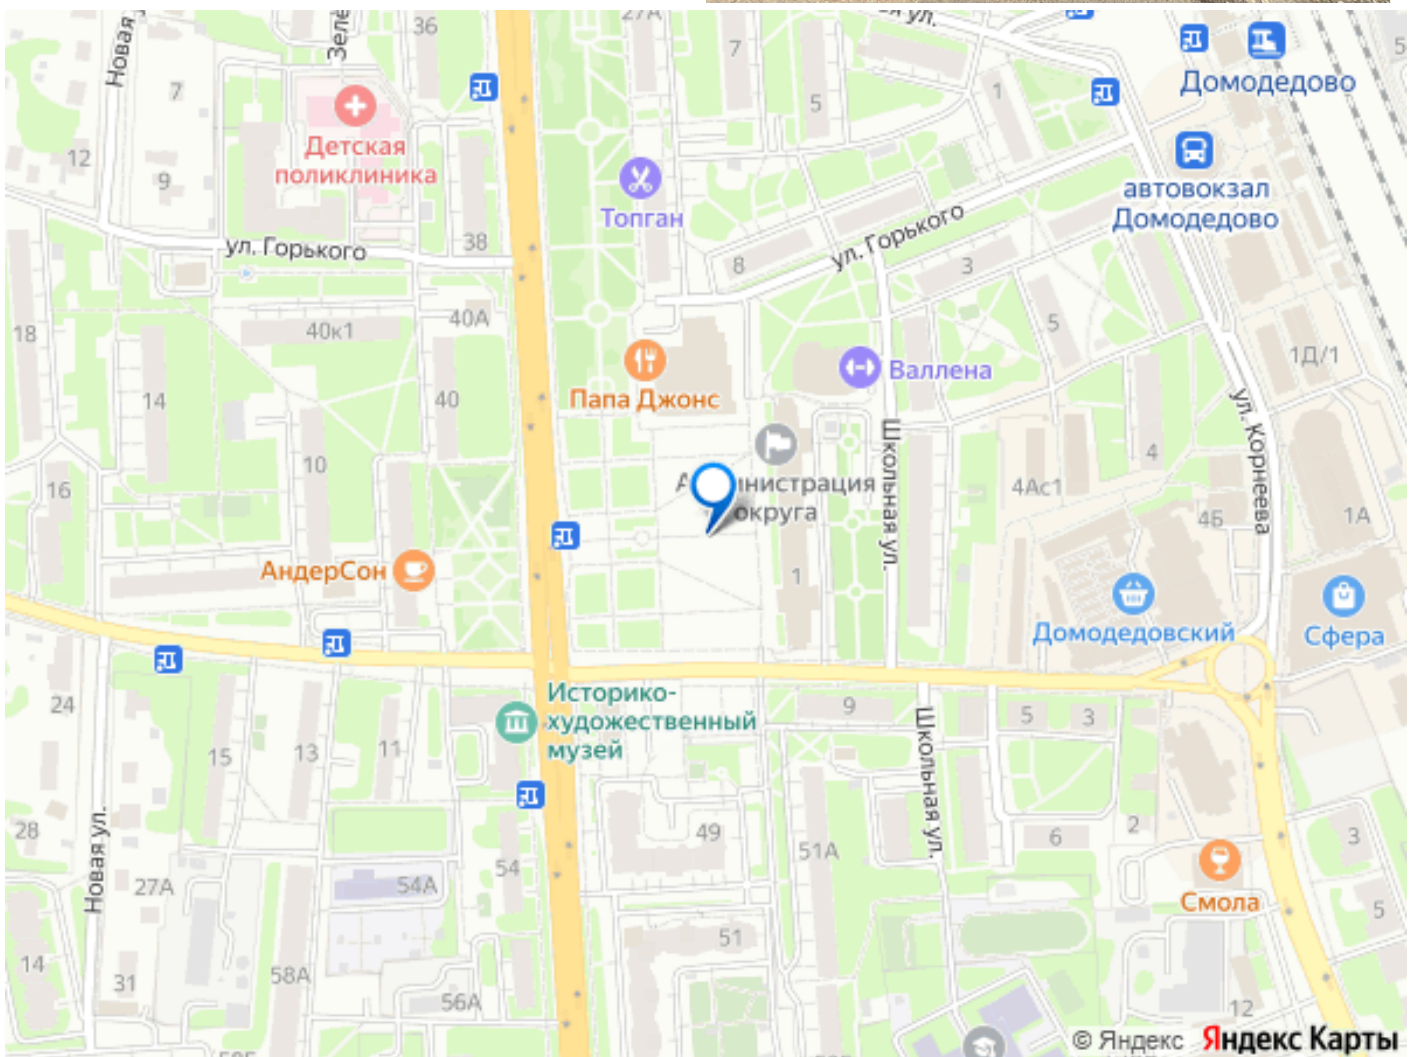 27А
ул.
36
Новая
Зеле
7
Домодедово
7
5
1
Детская
поликлиника
12
9
автовокзал
Домодедово
Топган
38
ул. Горького
ул. Горького
8
3
18
40к1
40А
5
1Д/1
Папа Джонс
Валлена
14
40
ул. Корнеева
Школьная ул.
10
4
16
Администрация
округа
4Ас1
4Б
1А
АндерСон
1
Домодедовский
Сфера
Историко-
художественный
музей
24
9
5
3
15
13
11
Школьная ул.
28
49
2
6
3
51А
Новая ул.
27А
54А
54
Смола
51
5
14
31
58А
56А
12
© Яндекс Яндекс Карты